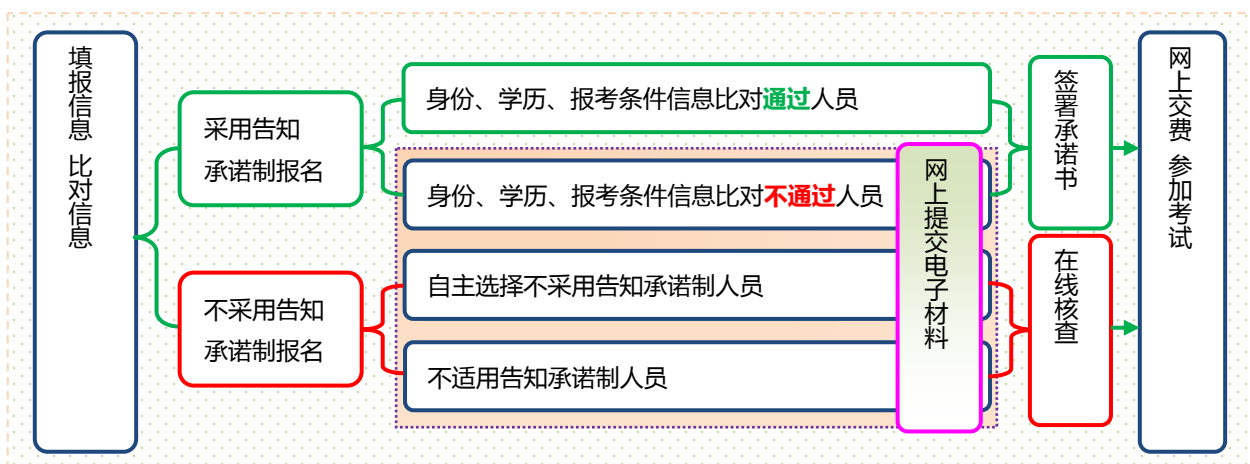 填报信息 比对信息
采用告知
承诺制报名
不采用告知
承诺制报名
身份、学历、报考条件信息比对通过人员
身份、学历、报考条件信息比对不通过人员
自主选择不采用告知承诺制人员
不适用告知承诺制人员
网上提交电子材料
签署承诺书
在线核查
网上交费 参加考试